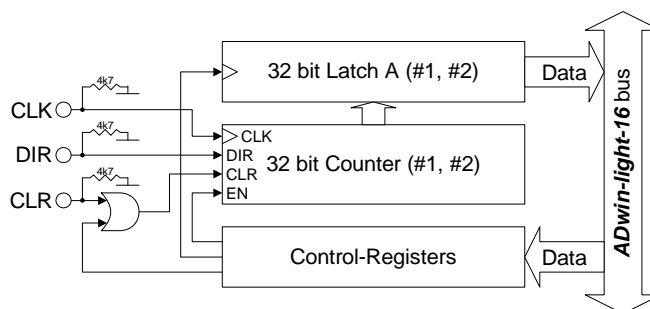 4k7
CLK
4k7
DIR
4k7
CLR
32 bit Latch A (#1, #2)
Data
CLK
DIR
32 bit Counter (#1, #2)
CLR
EN
Control-Registers
Data
ADwin-light-16 bus